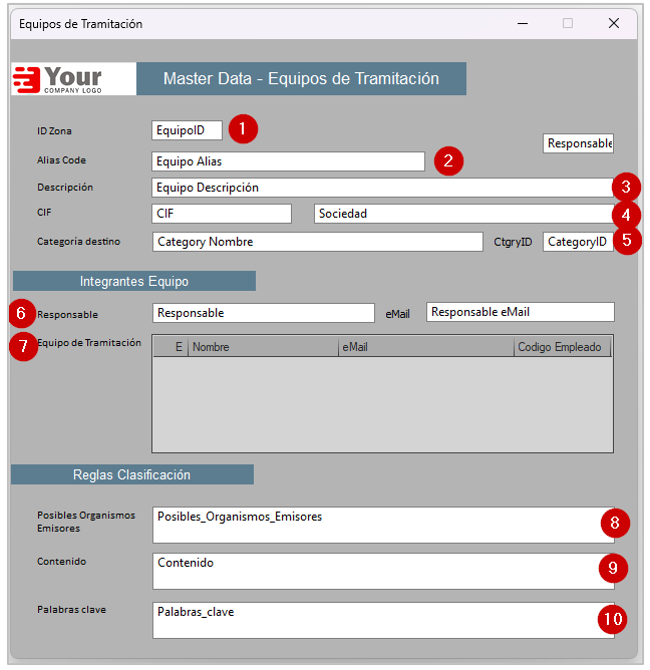 Equipos de Tramitación
Your
COMPANY LOGO
Master Data - Equipos de Tramitación
ID Zona
EquipoID
1
Responsable
Alias Code
Equipo Alias
2
Descripción
Equipo Descripción
3
CIF
CIF
Sociedad
4
Categoría destino
Category Nombre
CtgryID
CategoryID
5
Integrantes Equipo
6
Responsable
Responsable
eMail
Responsable eMail
7
Equipo de Tramitación
E
Nombre
eMail
Codigo Empleado
Reglas Clasificación
Posibles Organismos
Emisores
Posibles_Organismos_Emisores
8
Contenido
Contenido
9
Palabras clave
Palabras_clave
10